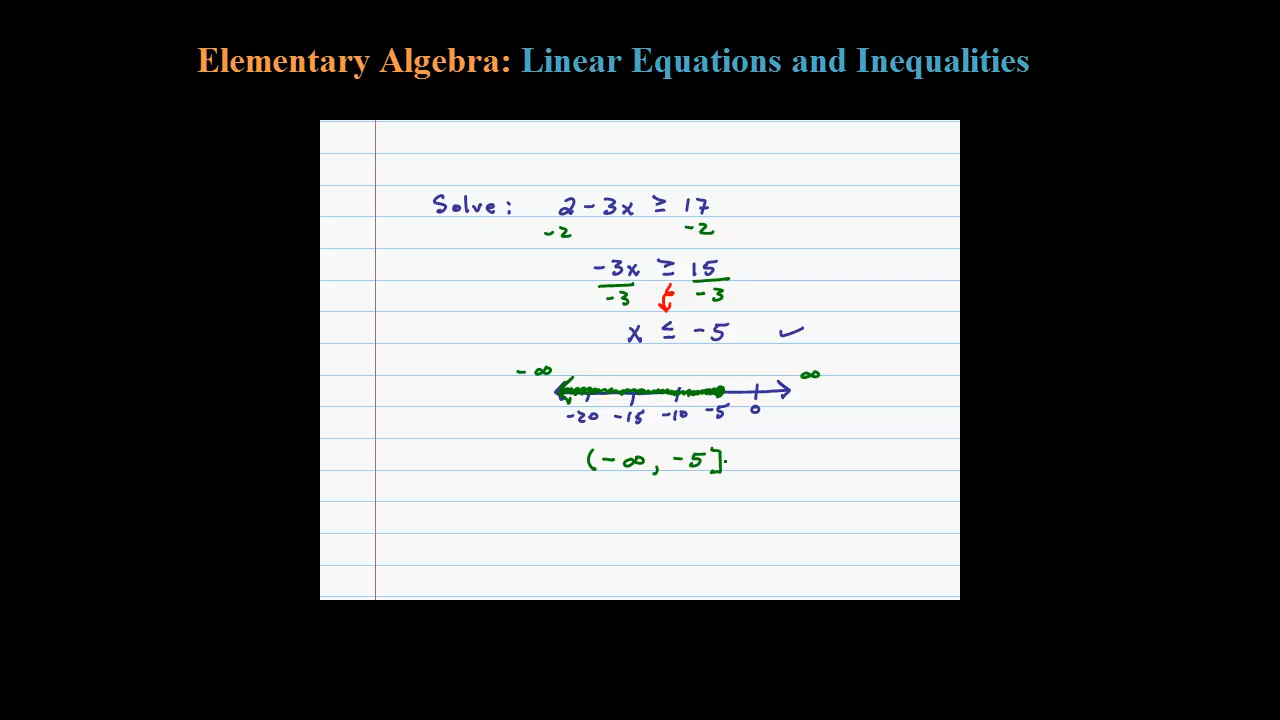 Elementary Algebra: Linear Equations and Inequalities
Solve: 2 - 3x ≥ 17
-2 -2
-3x ≥ 15
-3 -3
x ≤ -5 ✓
-∞ ∞
-20 -15 -10 -5 0
(-∞, -5]